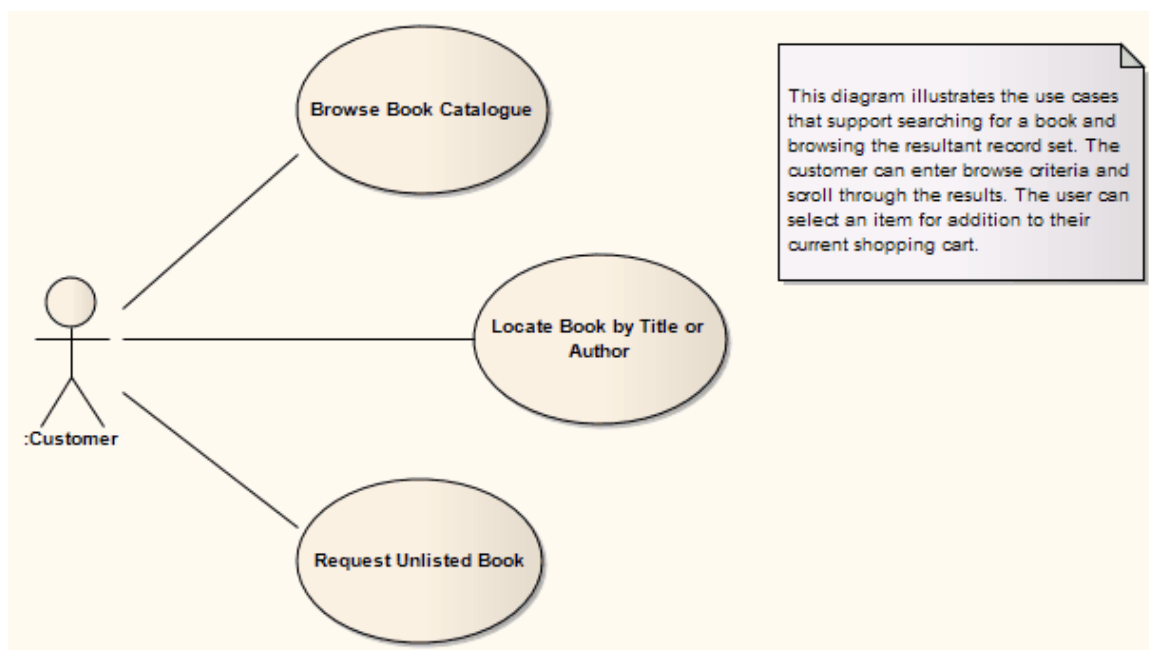 Browse Book Catalogue
This diagram illustrates the use cases
that support searching for a book and
browsing the resultant record set. The
customer can enter browse criteria and
scroll through the results. The user can
select an item for addition to their
current shopping cart.
Locate Book by Title or
Author
:Customer
Request Unlisted Book